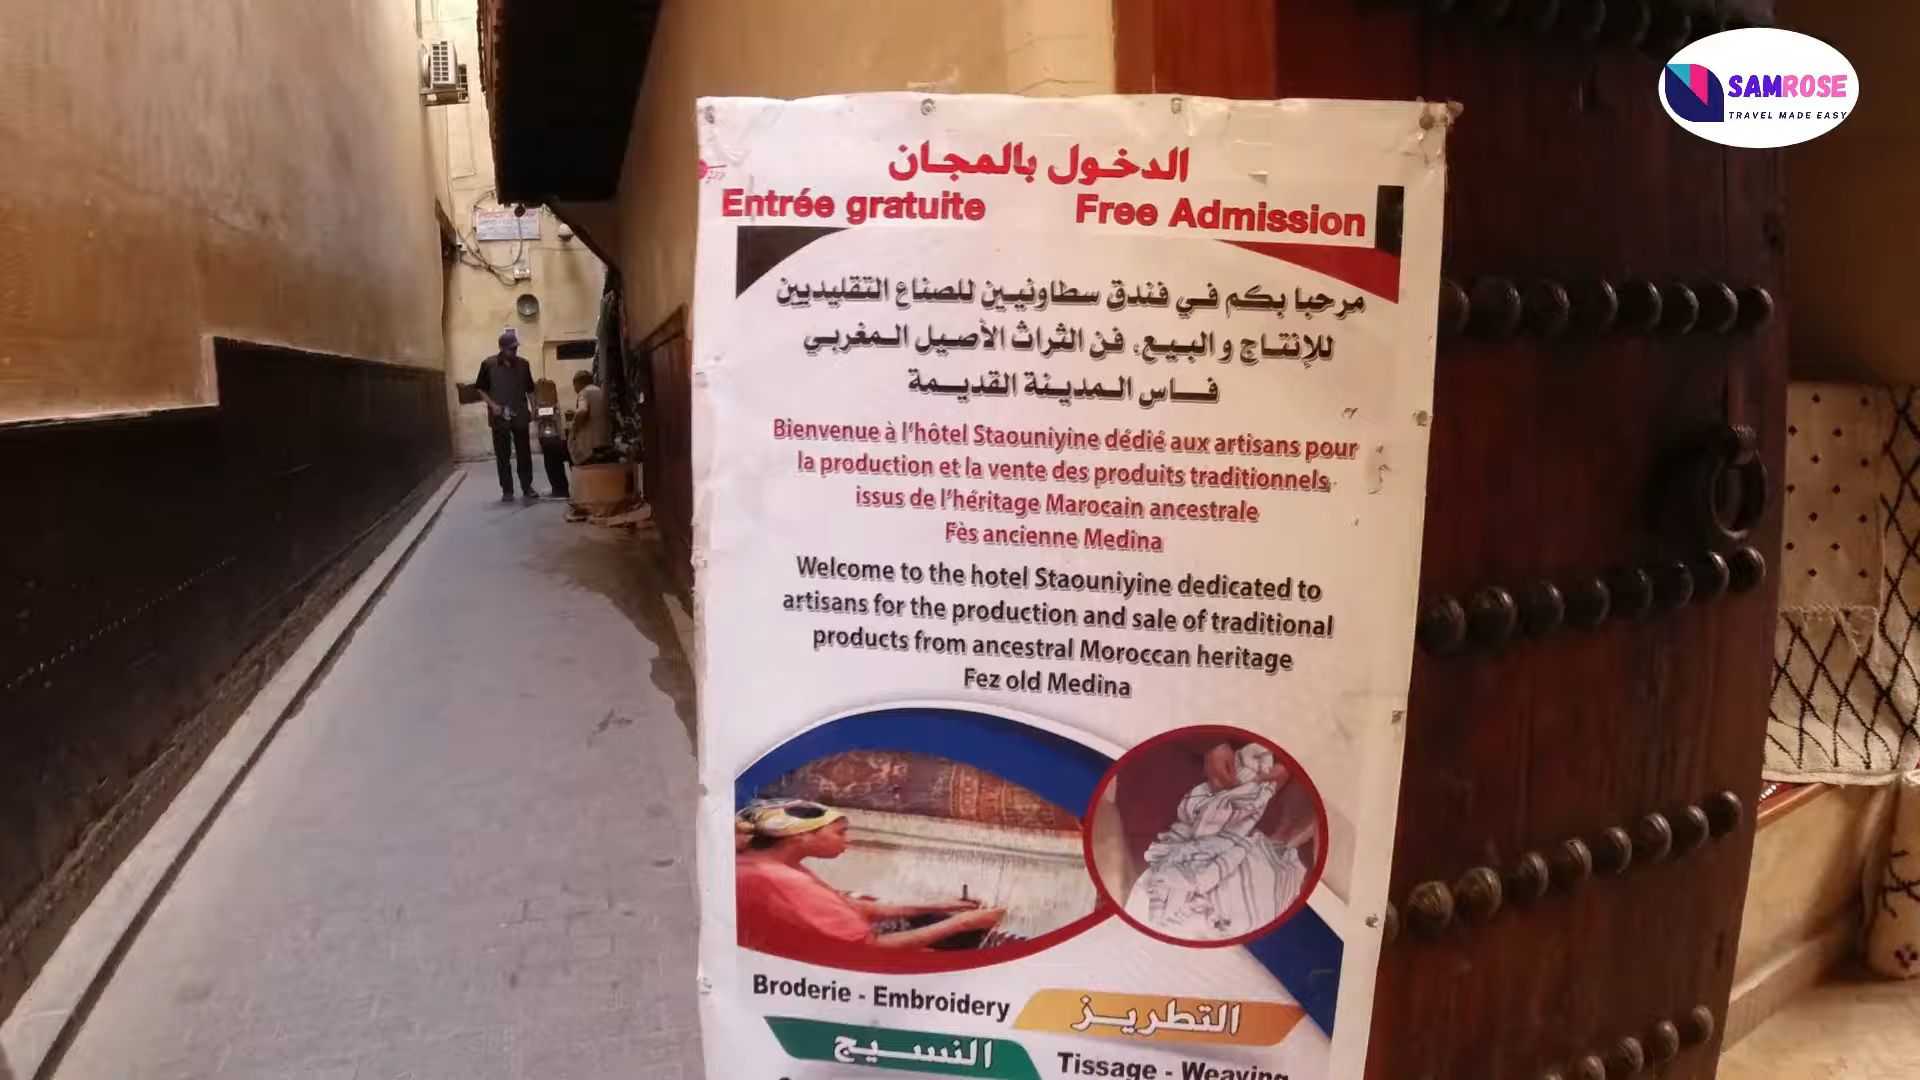 SAMROSE
TRAVEL MADE EASY
الدخول بالمجان
Entrée gratuite Free Admission
مرحبا بكم في فندق سطاونيين للصناع التقليديين
للإنتاج و البيع، فن الثراث الأصيل المغربي
فاس المدينة القديمة
Bienvenue à l'hôtel Staouniyine dédié aux artisans pour
la production et la vente des produits traditionnels
issus de l'héritage Marocain ancestrale
Fès ancienne Medina
Welcome to the hotel Staouniyine dedicated to
artisans for the production and sale of traditional
products from ancestral Moroccan heritage
Fez old Medina
Broderie - Embroidery التطريز
النسيج Tissage - Weaving